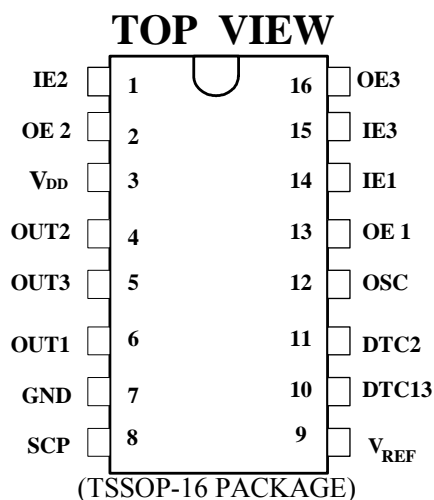 TOP VIEW
IE2 1 16 OE3
OE 2 2 15 IE3
VDD 3 14 IE1
OUT2 4 13 OE 1
OUT3 5 12 OSC
OUT1 6 11 DTC2
GND 7 10 DTC13
SCP 8 9 VREF
(TSSOP-16 PACKAGE)